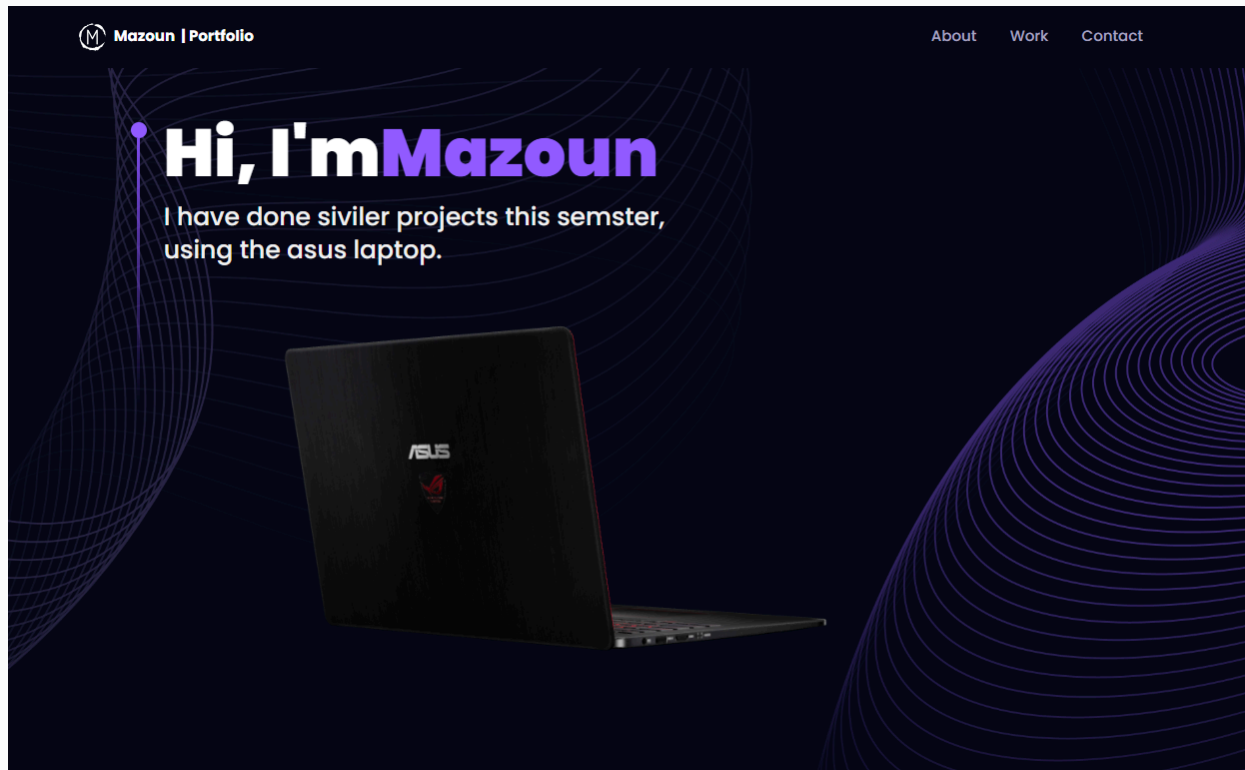 M Mazoun | Portfolio
About Work Contact
Hi, I'mMazoun
I have done siviler projects this semster,
using the asus laptop.
ASUS